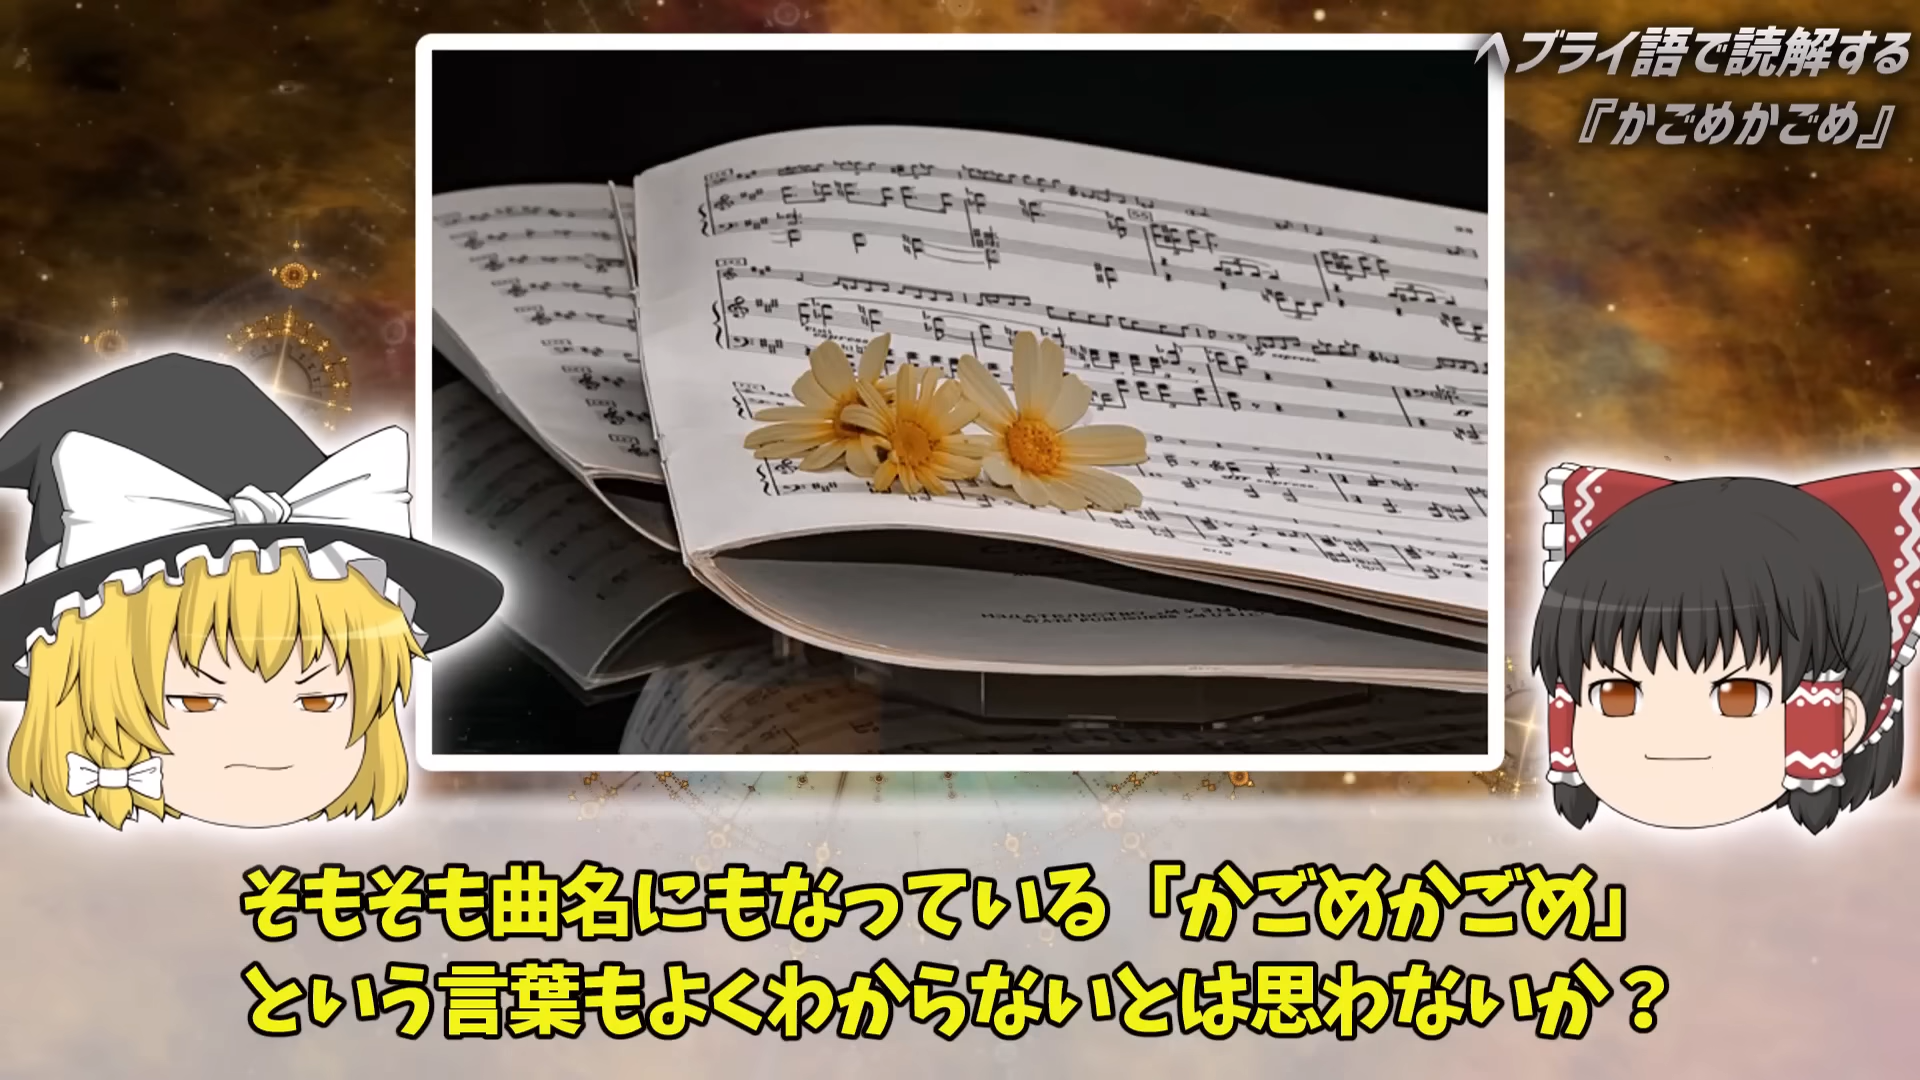 ヘブライ語で読解する
『かごめかごめ』
そもそも曲名にもなっている「かごめかごめ」
という言葉もよくわからないとは思わないか？